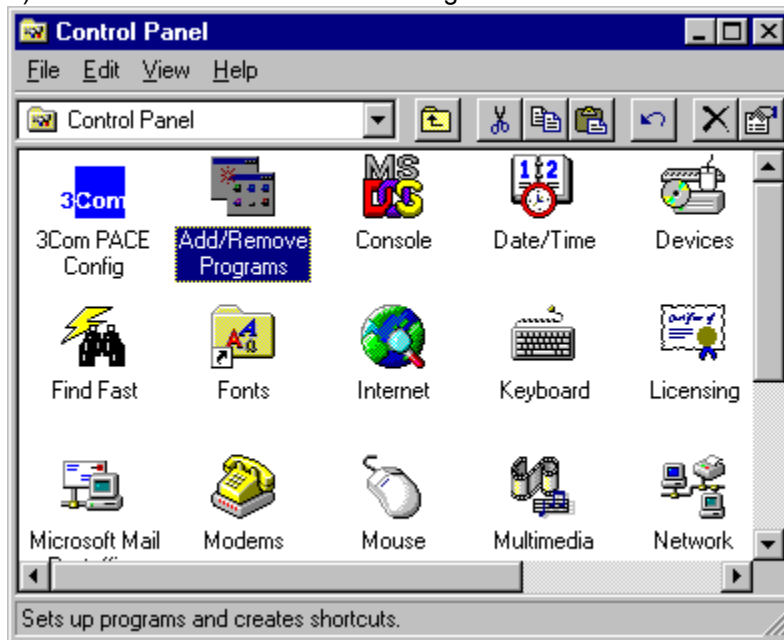 Control Panel
File Edit View Help
Control Panel
3Com
MS
DOS
1 2
3Com PACE
Config
Add/Remove
Programs
Console
Date/Time
Devices
Find Fast
Fonts
Internet
Keyboard
Licensing
Microsoft Mail
Modems
Mouse
Multimedia
Network
Sets up programs and creates shortcuts.